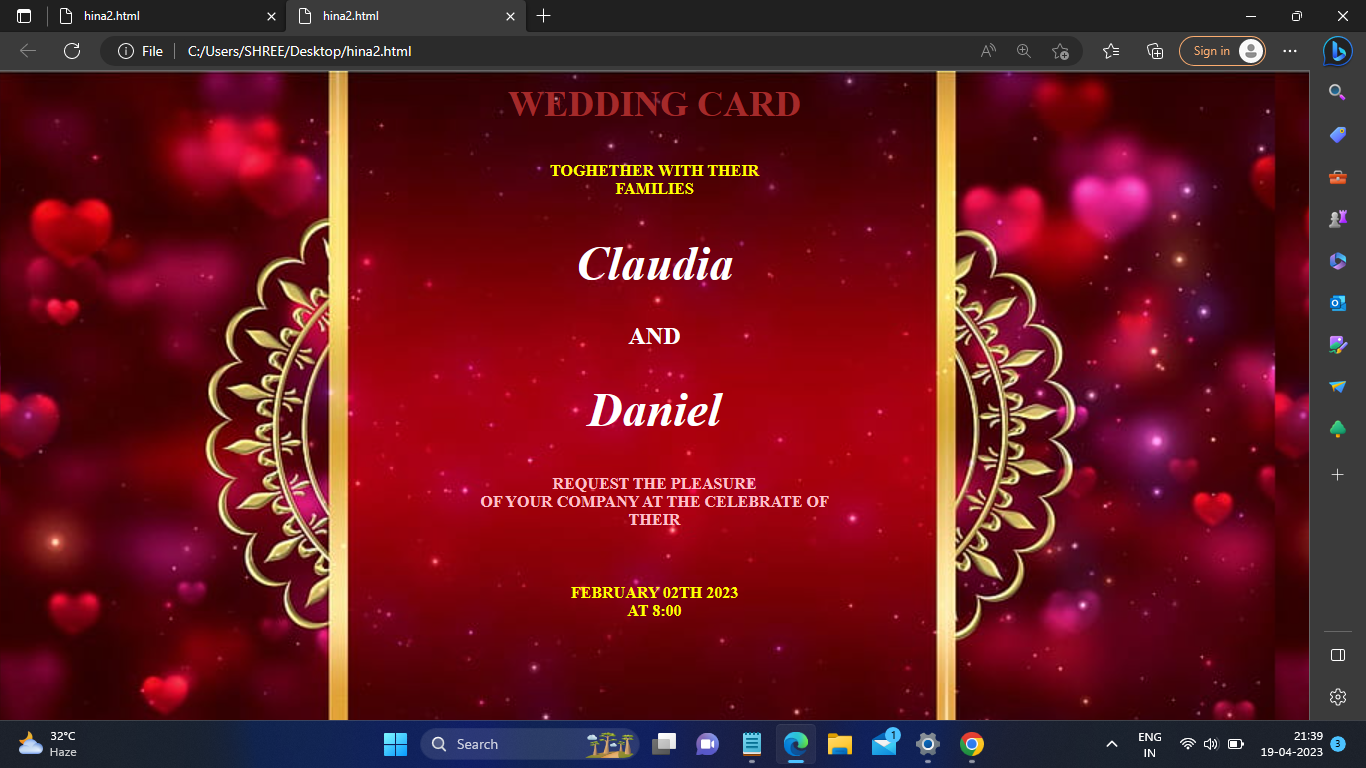 hina2.html
hina2.html
File
C:/Users/SHREE/Desktop/hina2.html
Sign in
WEDDING CARD
TOGHETHER WITH THEIR
FAMILIES
Claudia
AND
Daniel
REQUEST THE PLEASURE
OF YOUR COMPANY AT THE CELEBRATE OF
THEIR
FEBRUARY 02TH 2023
AT 8:00
32°C
Haze
Search
1
ENG
IN
21:39
19-04-2023
3